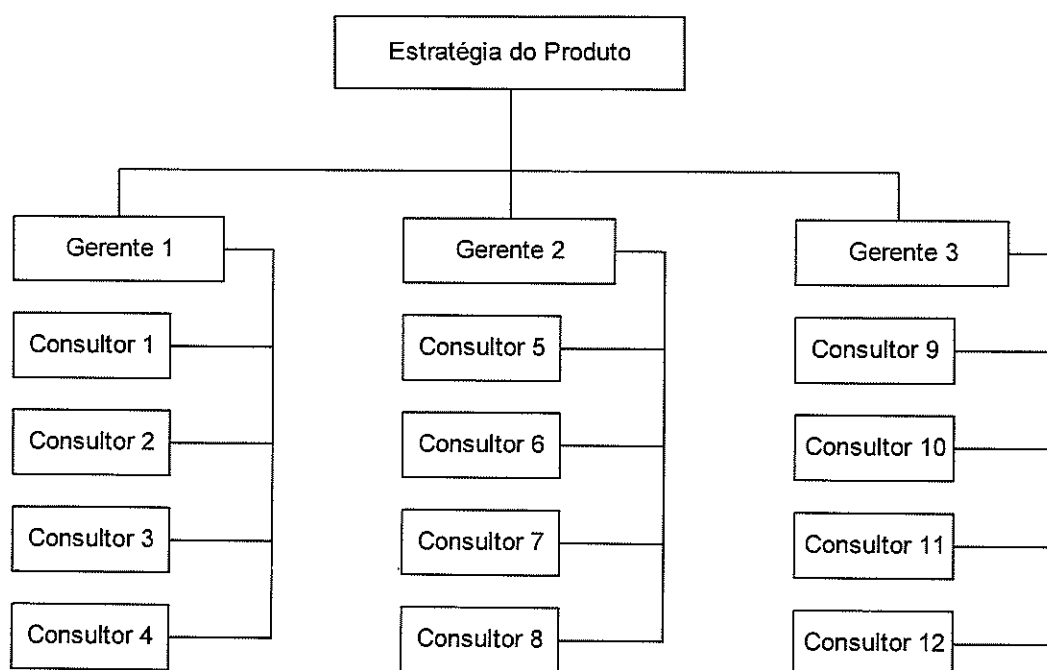 Estratégia do Produto
Gerente 1
Gerente 2
Gerente 3
Consultor 1
Consultor 5
Consultor 9
Consultor 2
Consultor 6
Consultor 10
Consultor 3
Consultor 7
Consultor 11
Consultor 4
Consultor 8
Consultor 12